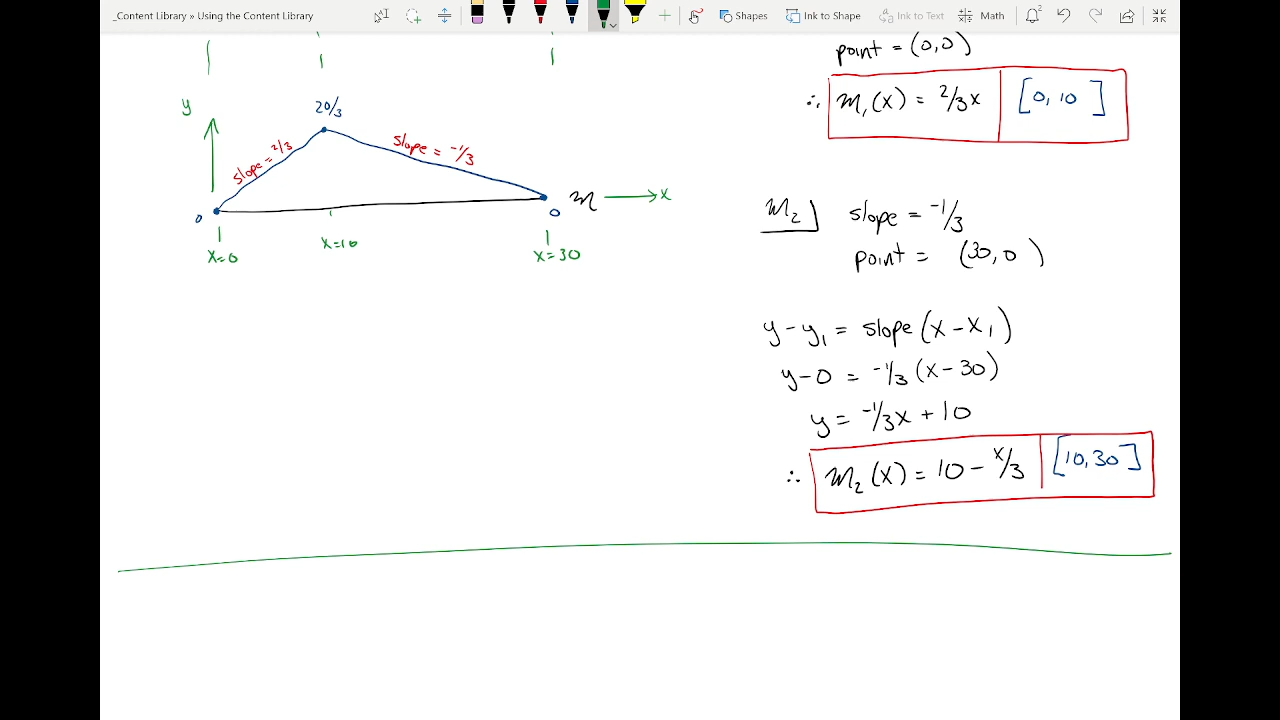 _Content Library » Using the Content Library
Shapes
Ink to Shape
Ink to Text
Math
y
20/3
slope = 2/3
slope = -1/3
0
0
m
x
x=0
x=10
x=30
point = (0,0)
∴ m₁(x) = 2/3x [0, 10]
m₂ slope = -1/3
point = (30, 0)
y - y₁ = slope (x - x₁)
y - 0 = -1/3 (x - 30)
y = -1/3x + 10
∴ m₂(x) = 10 - x/3 [10, 30]